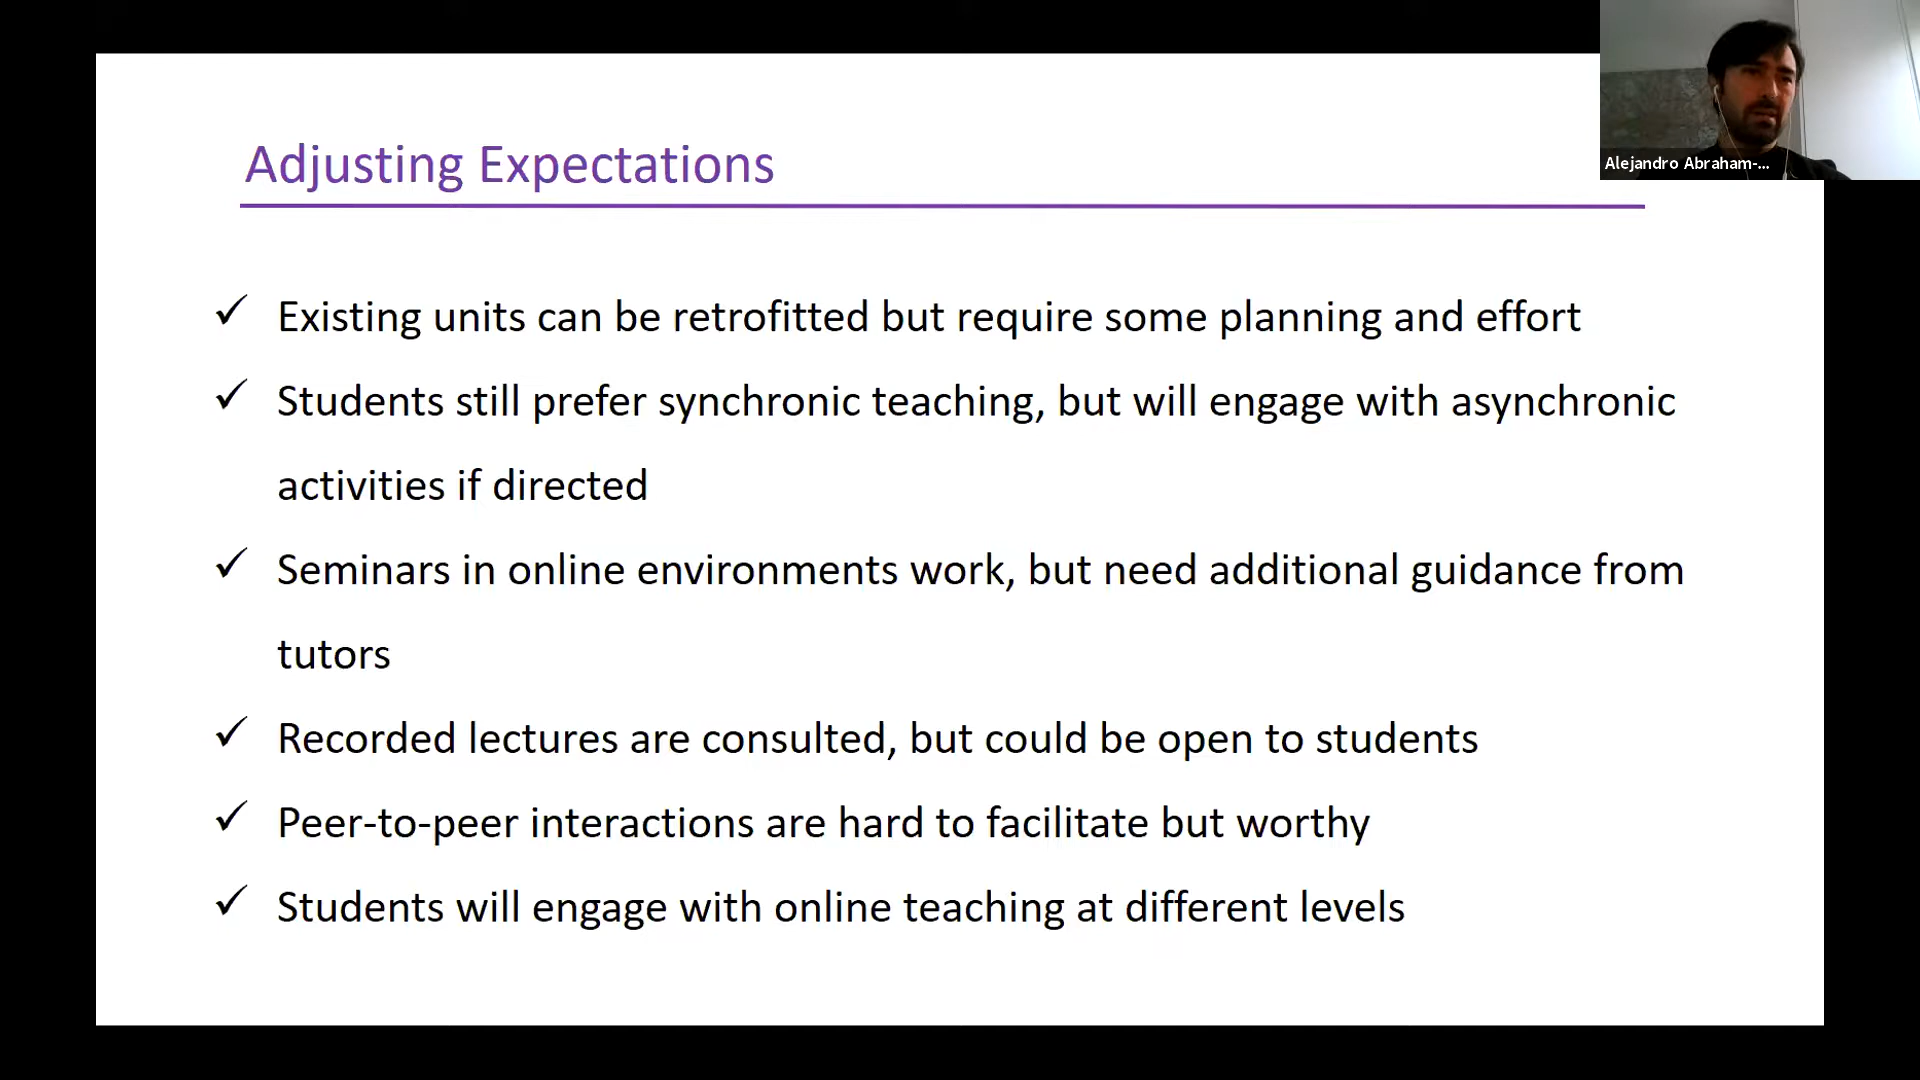 Adjusting Expectations
Alejandro Abraham-...
✓ Existing units can be retrofitted but require some planning and effort
✓ Students still prefer synchronic teaching, but will engage with asynchronic
activities if directed
✓ Seminars in online environments work, but need additional guidance from
tutors
✓ Recorded lectures are consulted, but could be open to students
✓ Peer-to-peer interactions are hard to facilitate but worthy
✓ Students will engage with online teaching at different levels